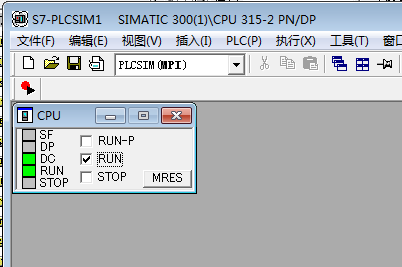 S7-PLCSIM1 SIMATIC 300(1)\CPU 315-2 PN/DP
文件(F) 编辑(E) 视图(V) 插入(I) PLC(P) 执行(X) 工具(T) 窗口
PLCSIM(MPI)
CPU
SF
DP
DC
RUN
STOP
RUN-P
RUN
STOP
MRES